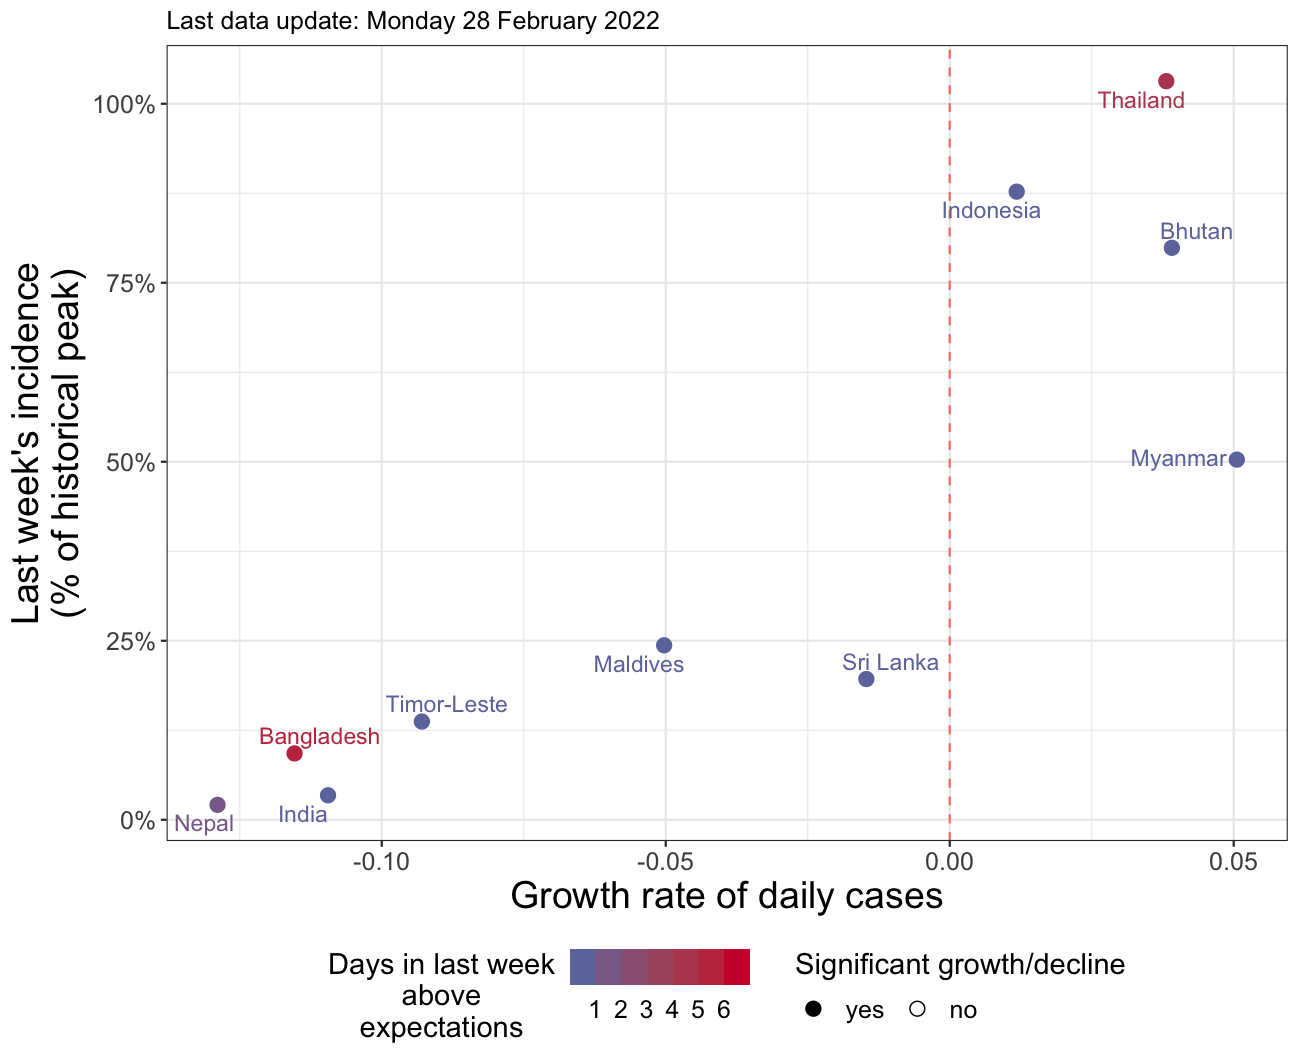 Last data update: Monday 28 February 2022
Last week's incidence
(% of historical peak)
100%
75%
50%
25%
0%
Thailand
Indonesia
Bhutan
Myanmar
Maldives
Sri Lanka
Timor-Leste
Bangladesh
India
Nepal
-0.10 -0.05 0.00 0.05
Growth rate of daily cases
Days in last week
above
expectations
1 2 3 4 5 6
Significant growth/decline
yes no